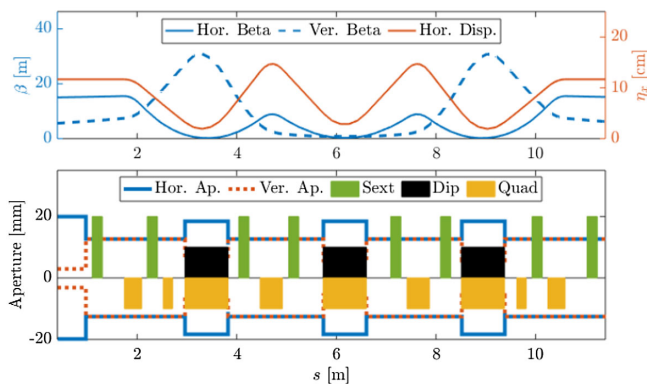 Hor. Beta Ver. Beta Hor. Disp.
40
20
0
β [m]
20
10
0
η_x [cm]
2 4 6 8 10
Hor. Ap. Ver. Ap. Sext Dip Quad
20
0
-20
Aperture [mm]
2 4 6 8 10
s [m]